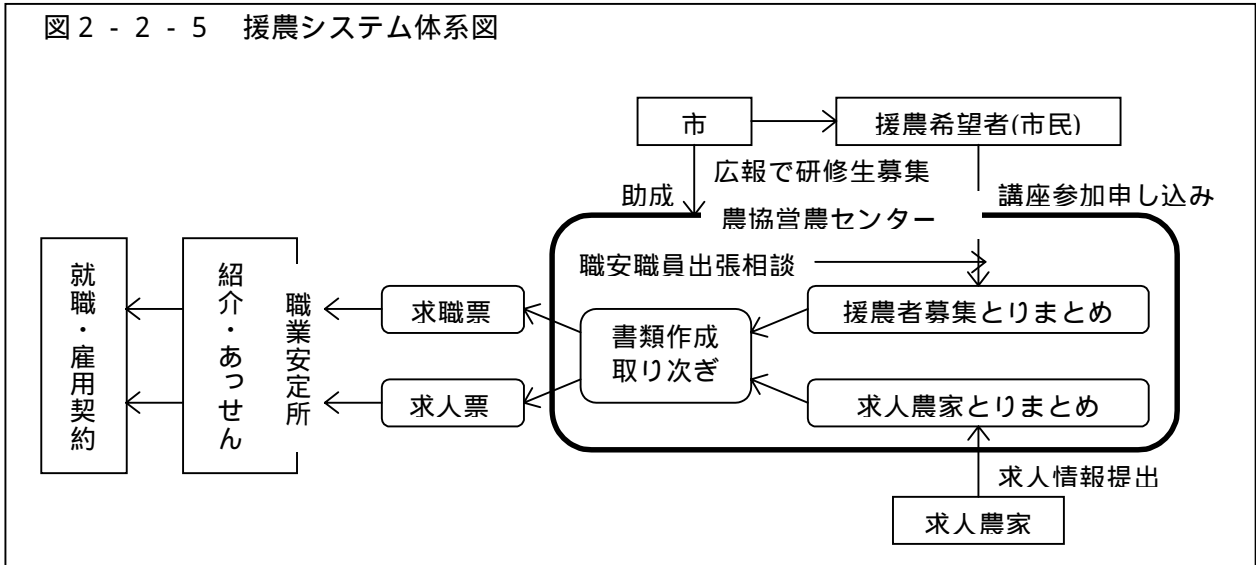 図２‐２‐５　援農システム体系図
市
援農希望者(市民)
広報で研修生募集
助成
講座参加申し込み
農協営農センター
職安職員出張相談
就職・雇用契約
紹介・あっせん
職業安定所
求職票
書類作成
取り次ぎ
援農者募集とりまとめ
求人票
求人農家とりまとめ
求人情報提出
求人農家